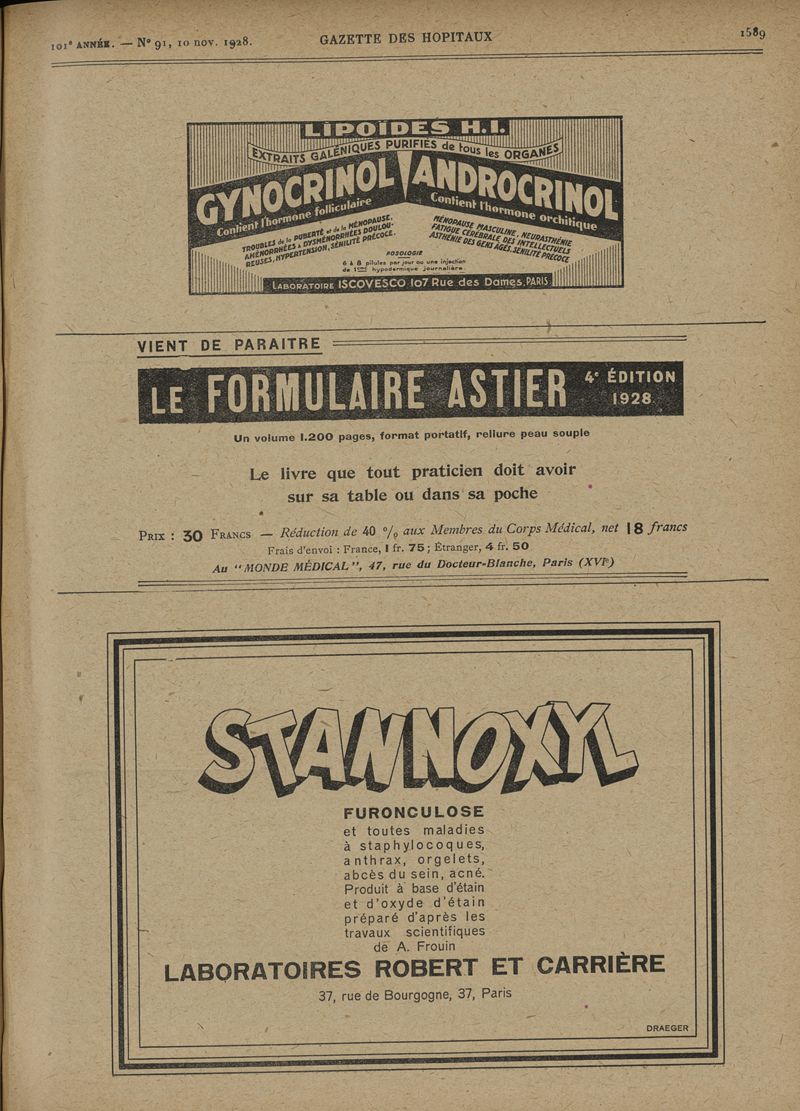 101e ANNÉE. — No 91, 10 nov. 1928.
GAZETTE DES HOPITAUX
1589
LIPOÏDES H.I.
EXTRAITS GALÉNIQUES PURIFIÉS de tous les ORGANES
GYNOCRINOL
Contient l'hormone folliculaire
TROUBLES de la PUBERTÉ et de la MÉNOPAUSE,
AMÉNORRHÉES & DYSMÉNORRHÉES DOULOU-
REUSES, HYPERTENSION, SÉNILITÉ PRÉCOCE.
ANDROCRINOL
Contient l'hormone orchitique
MÉNOPAUSE MASCULINE, NEURASTHÉNIE
FATIGUE CÉRÉBRALE DES INTELLECTUELS
ASTHÉNIE DES GENS AGÉS, SÉNILITÉ PRÉCOCE
POSOLOGIE
6 à 8 pilules par jour ou une injection
de 1cm3 hypodermique journalière.
LABORATOIRE ISCOVESCO 107 Rue des Dames, PARIS
VIENT DE PARAITRE
LE FORMULAIRE ASTIER 4e ÉDITION
1928
Un volume 1.200 pages, format portatif, reliure peau souple
Le livre que tout praticien doit avoir
sur sa table ou dans sa poche
PRIX : 30 FRANCS — Réduction de 40 % aux Membres du Corps Médical, net 18 francs
Frais d'envoi : France, 1 fr. 75 ; Étranger, 4 fr. 50
Au "MONDE MÉDICAL", 47, rue du Docteur-Blanche, Paris (XVIe)
STANNOXYL
FURONCULOSE
et toutes maladies
à staphylocoques,
anthrax, orgelets,
abcès du sein, acné.
Produit à base d'étain
et d'oxyde d'étain
préparé d'après les
travaux scientifiques
de A. Frouin
LABORATOIRES ROBERT ET CARRIÈRE
37, rue de Bourgogne, 37, Paris
DRAEGER